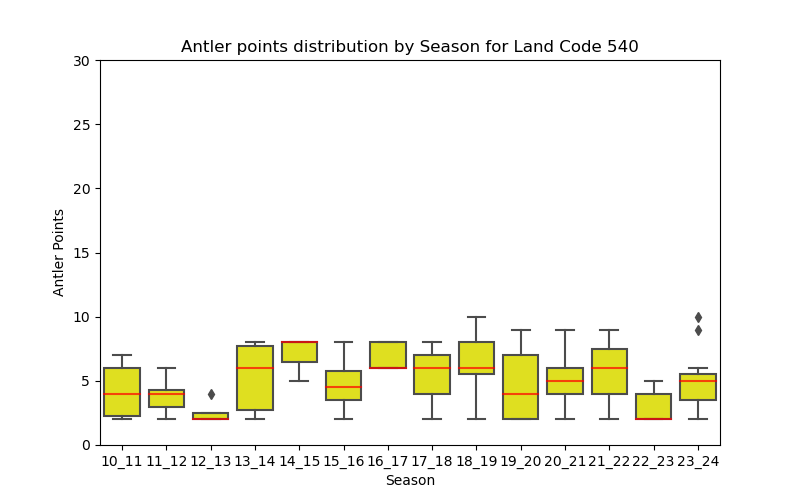 Antler points distribution by Season for Land Code 540
30
25
20
15
10
5
0
Antler Points
10_11 11_12 12_13 13_14 14_15 15_16 16_17 17_18 18_19 19_20 20_21 21_22 22_23 23_24
Season